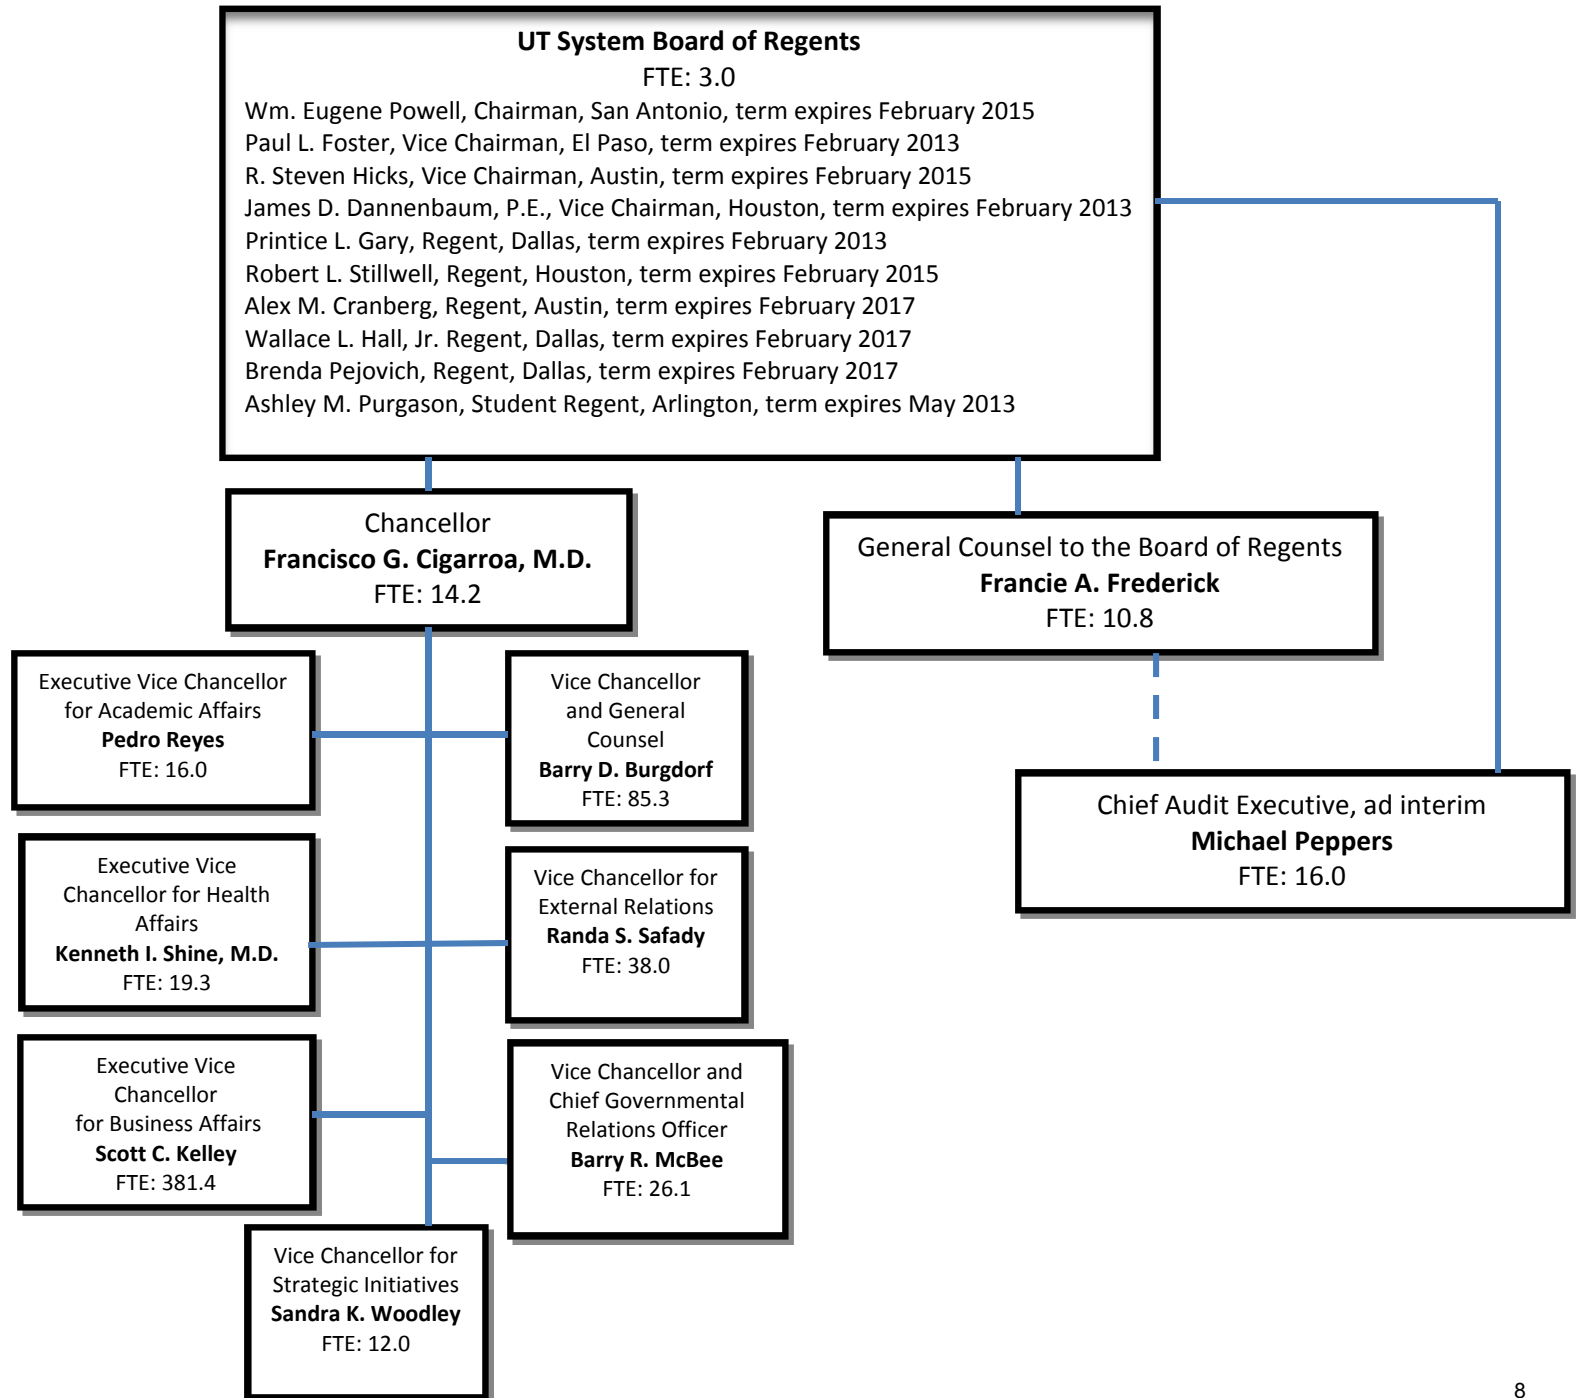 UT System Board of Regents
FTE: 3.0
Wm. Eugene Powell, Chairman, San Antonio, term expires February 2015
Paul L. Foster, Vice Chairman, El Paso, term expires February 2013
R. Steven Hicks, Vice Chairman, Austin, term expires February 2015
James D. Dannenbaum, P.E., Vice Chairman, Houston, term expires February 2013
Printice L. Gary, Regent, Dallas, term expires February 2013
Robert L. Stillwell, Regent, Houston, term expires February 2015
Alex M. Cranberg, Regent, Austin, term expires February 2017
Wallace L. Hall, Jr. Regent, Dallas, term expires February 2017
Brenda Pejovich, Regent, Dallas, term expires February 2017
Ashley M. Purgason, Student Regent, Arlington, term expires May 2013
Chancellor
Francisco G. Cigarroa, M.D.
FTE: 14.2
General Counsel to the Board of Regents
Francie A. Frederick
FTE: 10.8
Executive Vice Chancellor
for Academic Affairs
Pedro Reyes
FTE: 16.0
Vice Chancellor
and General
Counsel
Barry D. Burgdorf
FTE: 85.3
Chief Audit Executive, ad interim
Michael Peppers
FTE: 16.0
Executive Vice
Chancellor for Health
Affairs
Kenneth I. Shine, M.D.
FTE: 19.3
Vice Chancellor for
External Relations
Randa S. Safady
FTE: 38.0
Executive Vice
Chancellor
for Business Affairs
Scott C. Kelley
FTE: 381.4
Vice Chancellor and
Chief Governmental
Relations Officer
Barry R. McBee
FTE: 26.1
Vice Chancellor for
Strategic Initiatives
Sandra K. Woodley
FTE: 12.0
8